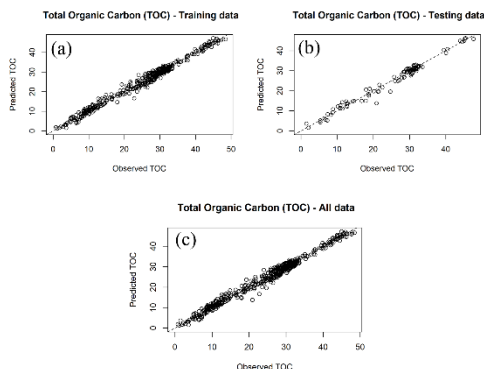 Total Organic Carbon (TOC) - Training data
(a)
Predicted TOC
40
30
20
10
0
0 10 20 30 40 50
Observed TOC
Total Organic Carbon (TOC) - Testing data
(b)
Predicted TOC
40
30
20
10
0
0 10 20 30 40
Observed TOC
Total Organic Carbon (TOC) - All data
(c)
Predicted TOC
40
30
20
10
0
0 10 20 30 40 50
Observed TOC